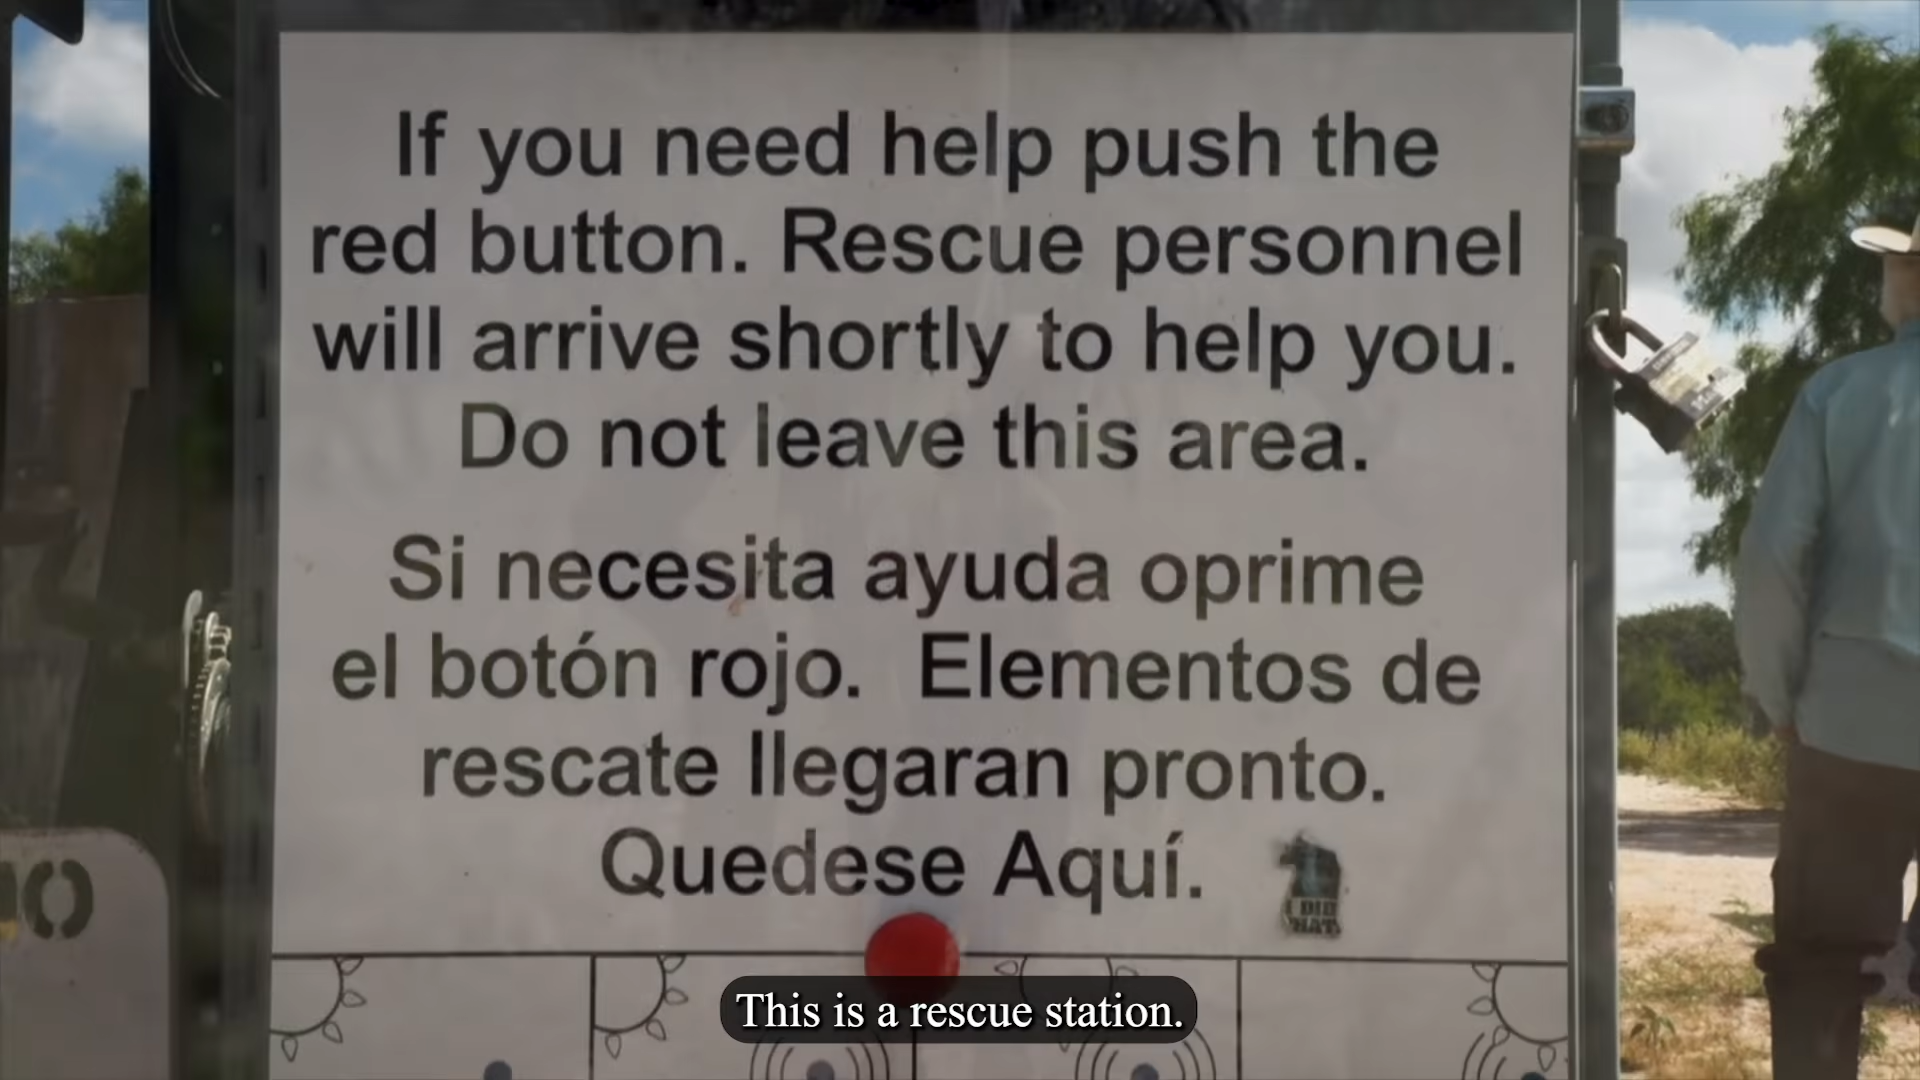 If you need help push the
red button. Rescue personnel
will arrive shortly to help you.
Do not leave this area.
Si necesita ayuda oprime
el botón rojo. Elementos de
rescate llegaran pronto.
Quedese Aquí.
I DID
THAT!
This is a rescue station.